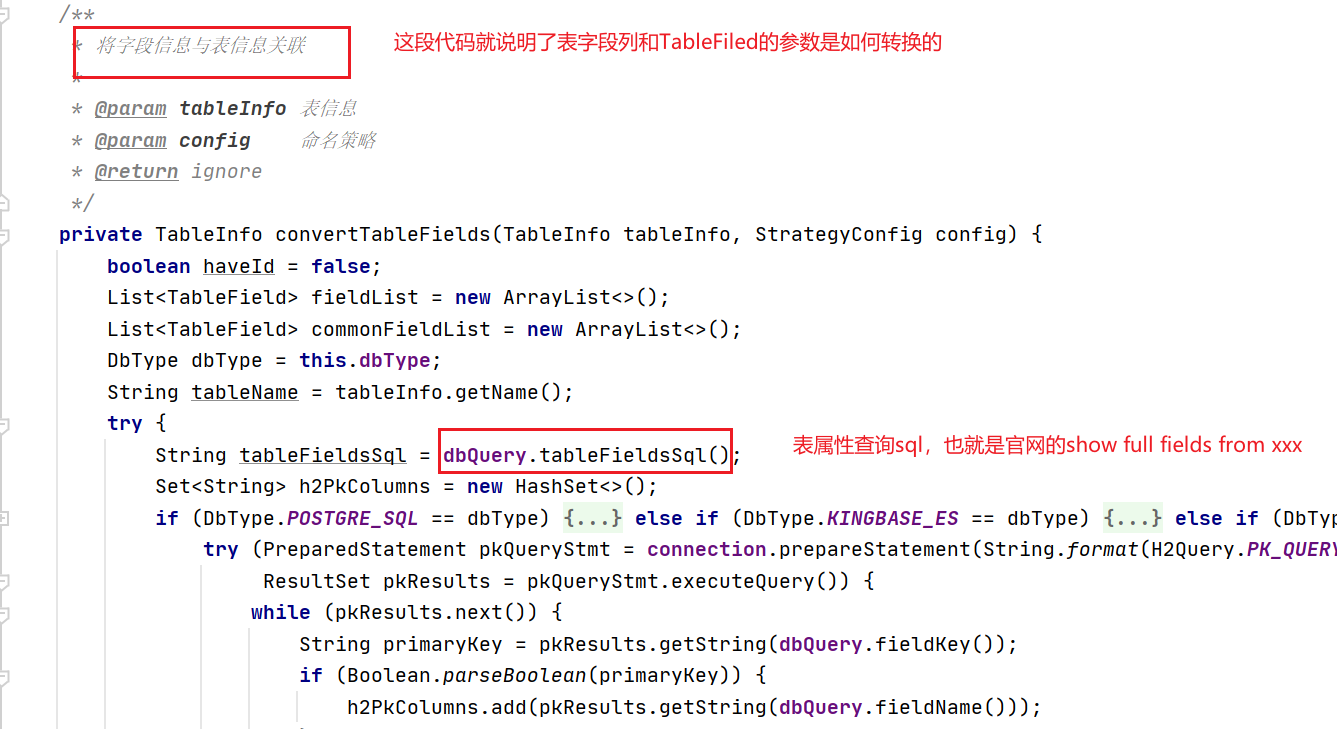 /**
* 将字段信息与表信息关联
这段代码就说明了表字段列和TableFiled的参数是如何转换的
*
* @param tableInfo 表信息
* @param config 命名策略
* @return ignore
*/
private TableInfo convertTableFields(TableInfo tableInfo, StrategyConfig config) {
boolean haveId = false;
List<TableField> fieldList = new ArrayList<>();
List<TableField> commonFieldList = new ArrayList<>();
DbType dbType = this.dbType;
String tableName = tableInfo.getName();
try {
String tableFieldsSql = dbQuery.tableFieldsSql();
表属性查询sql，也就是官网的show full fields from xxx
Set<String> h2PkColumns = new HashSet<>();
if (DbType.POSTGRE_SQL == dbType) {...} else if (DbType.KINGBASE_ES == dbType) {...} else if (DbTyp
try (PreparedStatement pkQueryStmt = connection.prepareStatement(String.format(H2Query.PK_QUERY
ResultSet pkResults = pkQueryStmt.executeQuery()) {
while (pkResults.next()) {
String primaryKey = pkResults.getString(dbQuery.fieldKey());
if (Boolean.parseBoolean(primaryKey)) {
h2PkColumns.add(pkResults.getString(dbQuery.fieldName()));